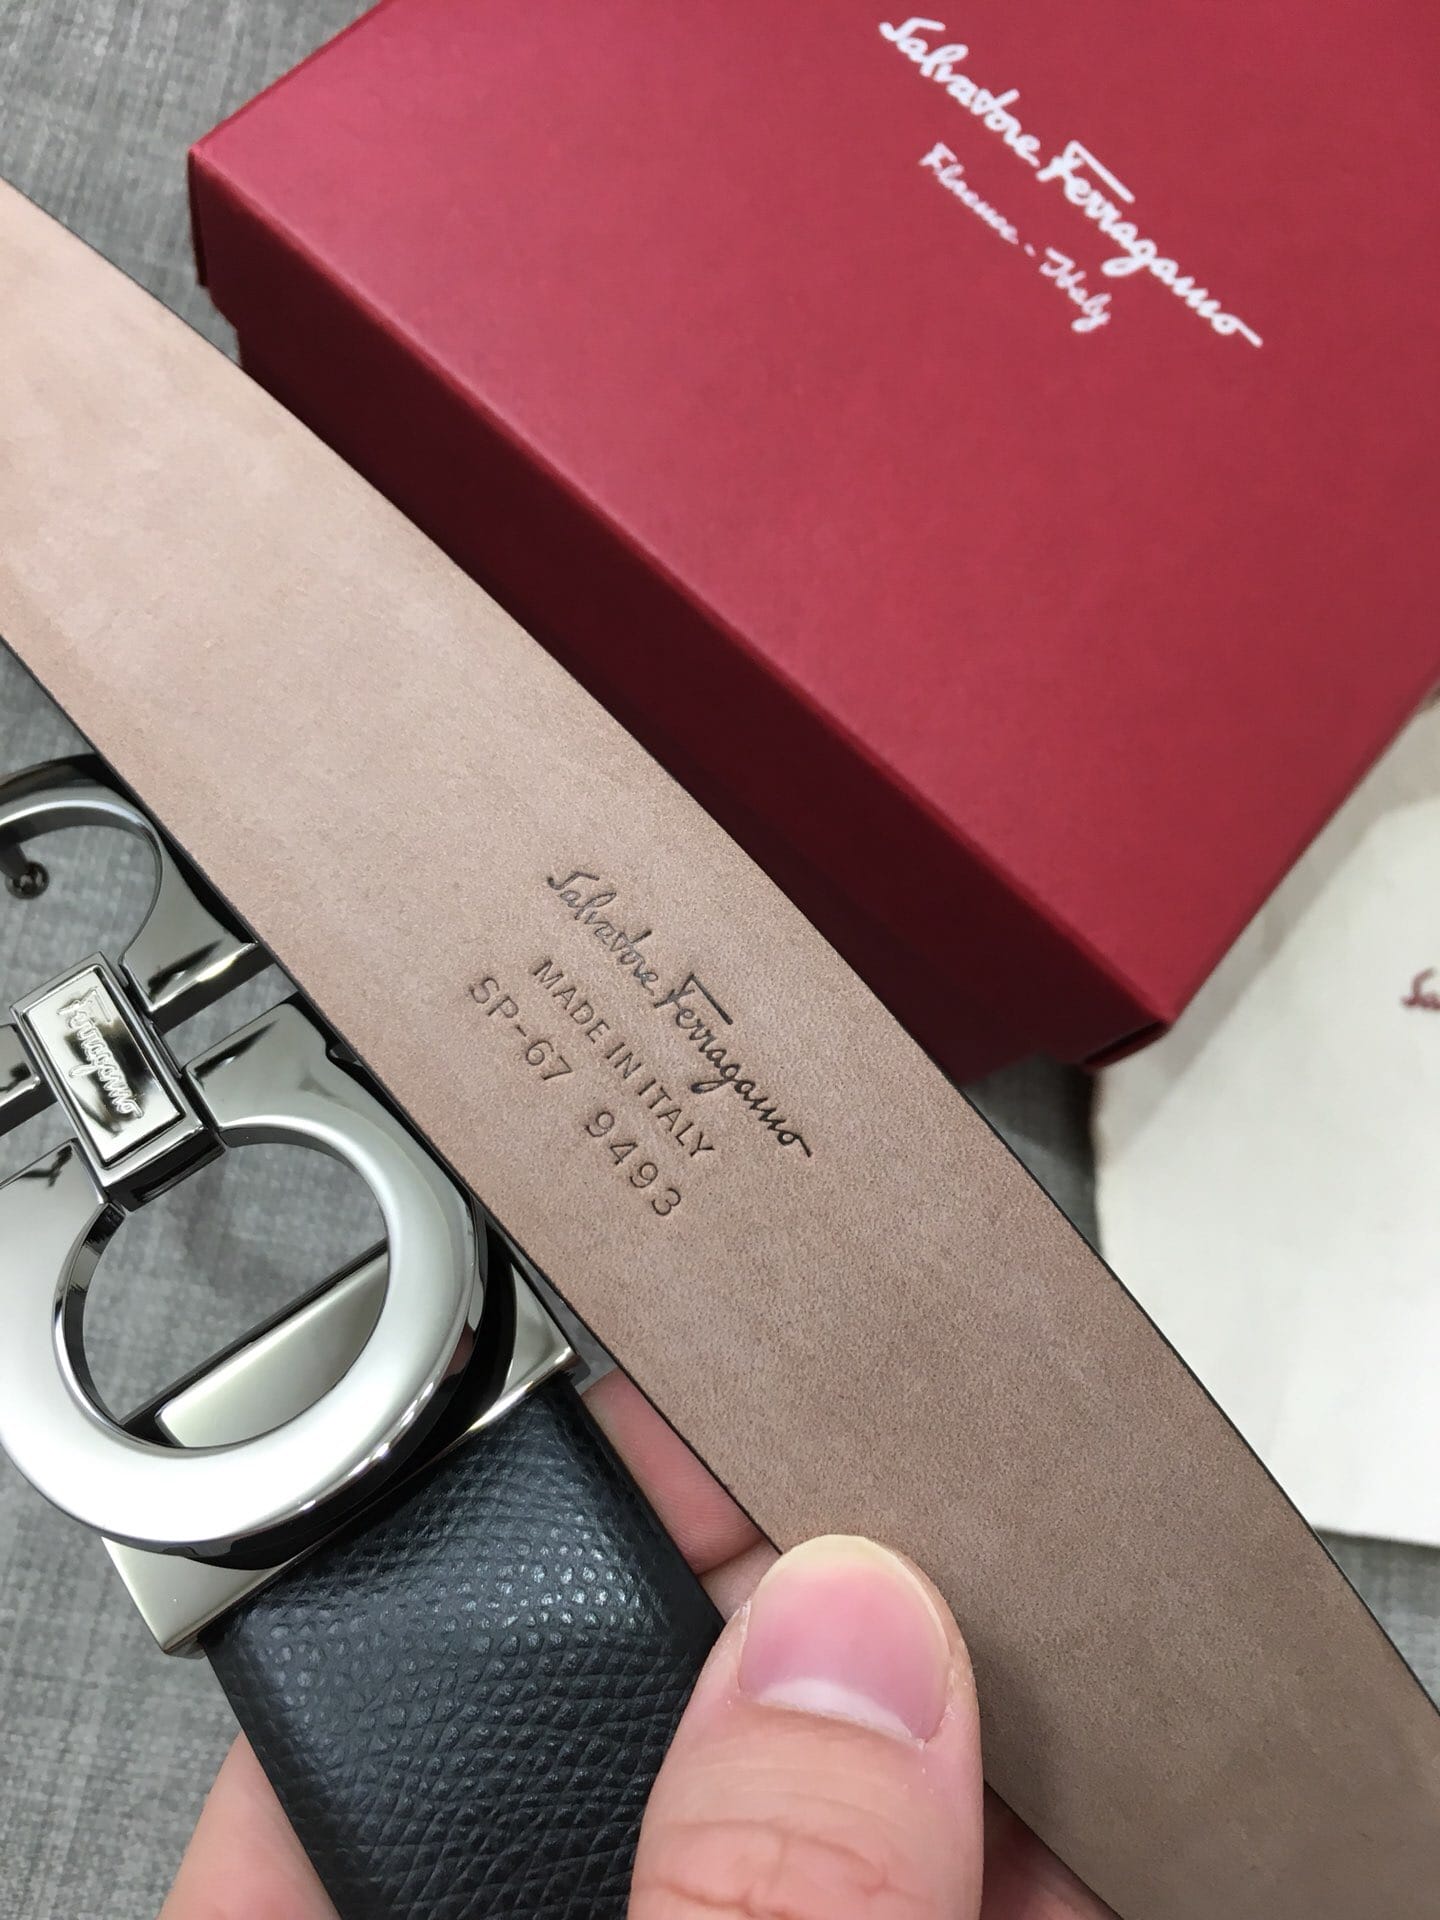 Salvatore Ferragamo
Florence - Italy
Salvatore Ferragamo
MADE IN ITALY
SP-67 9493
Ferragamo